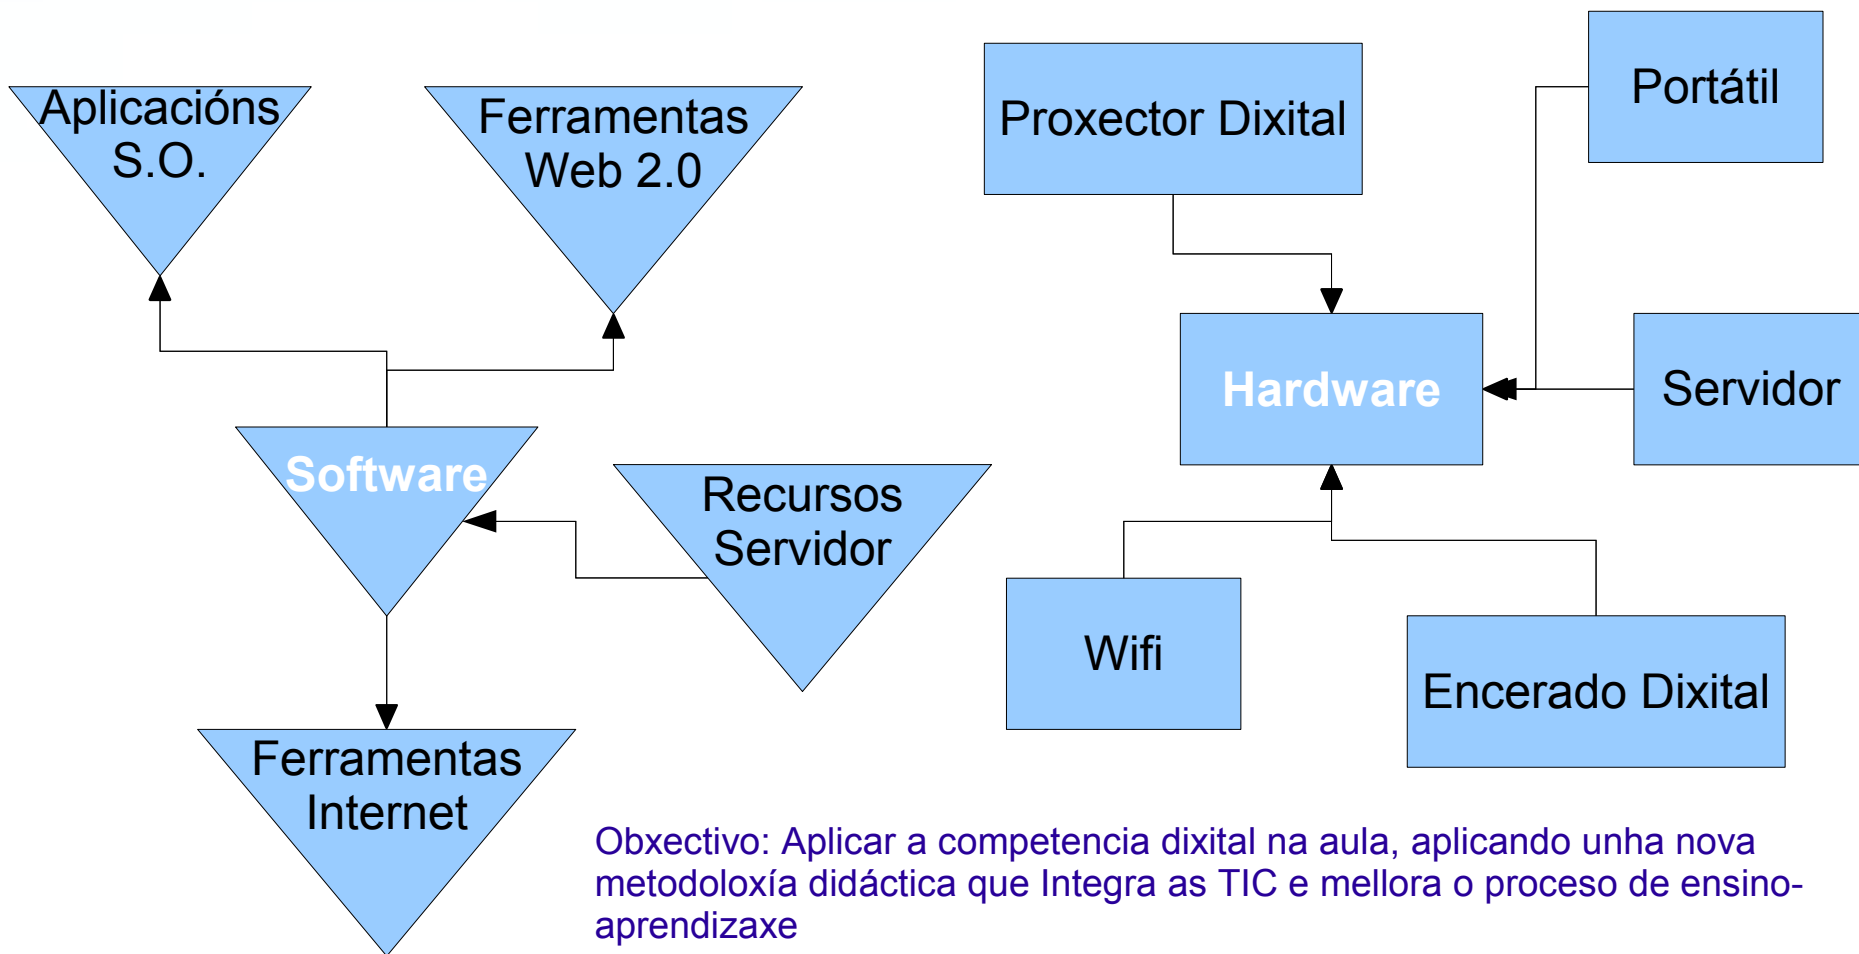 Aplicacións
S.O.
Ferramentas
Web 2.0
Proxector Dixital
Portátil
Software
Recursos
Servidor
Hardware
Servidor
Ferramentas
Internet
Wifi
Encerado Dixital
Obxectivo: Aplicar a competencia dixital na aula, aplicando unha nova
metodoloxía didáctica que Integra as TIC e mellora o proceso de ensino-
aprendizaxe